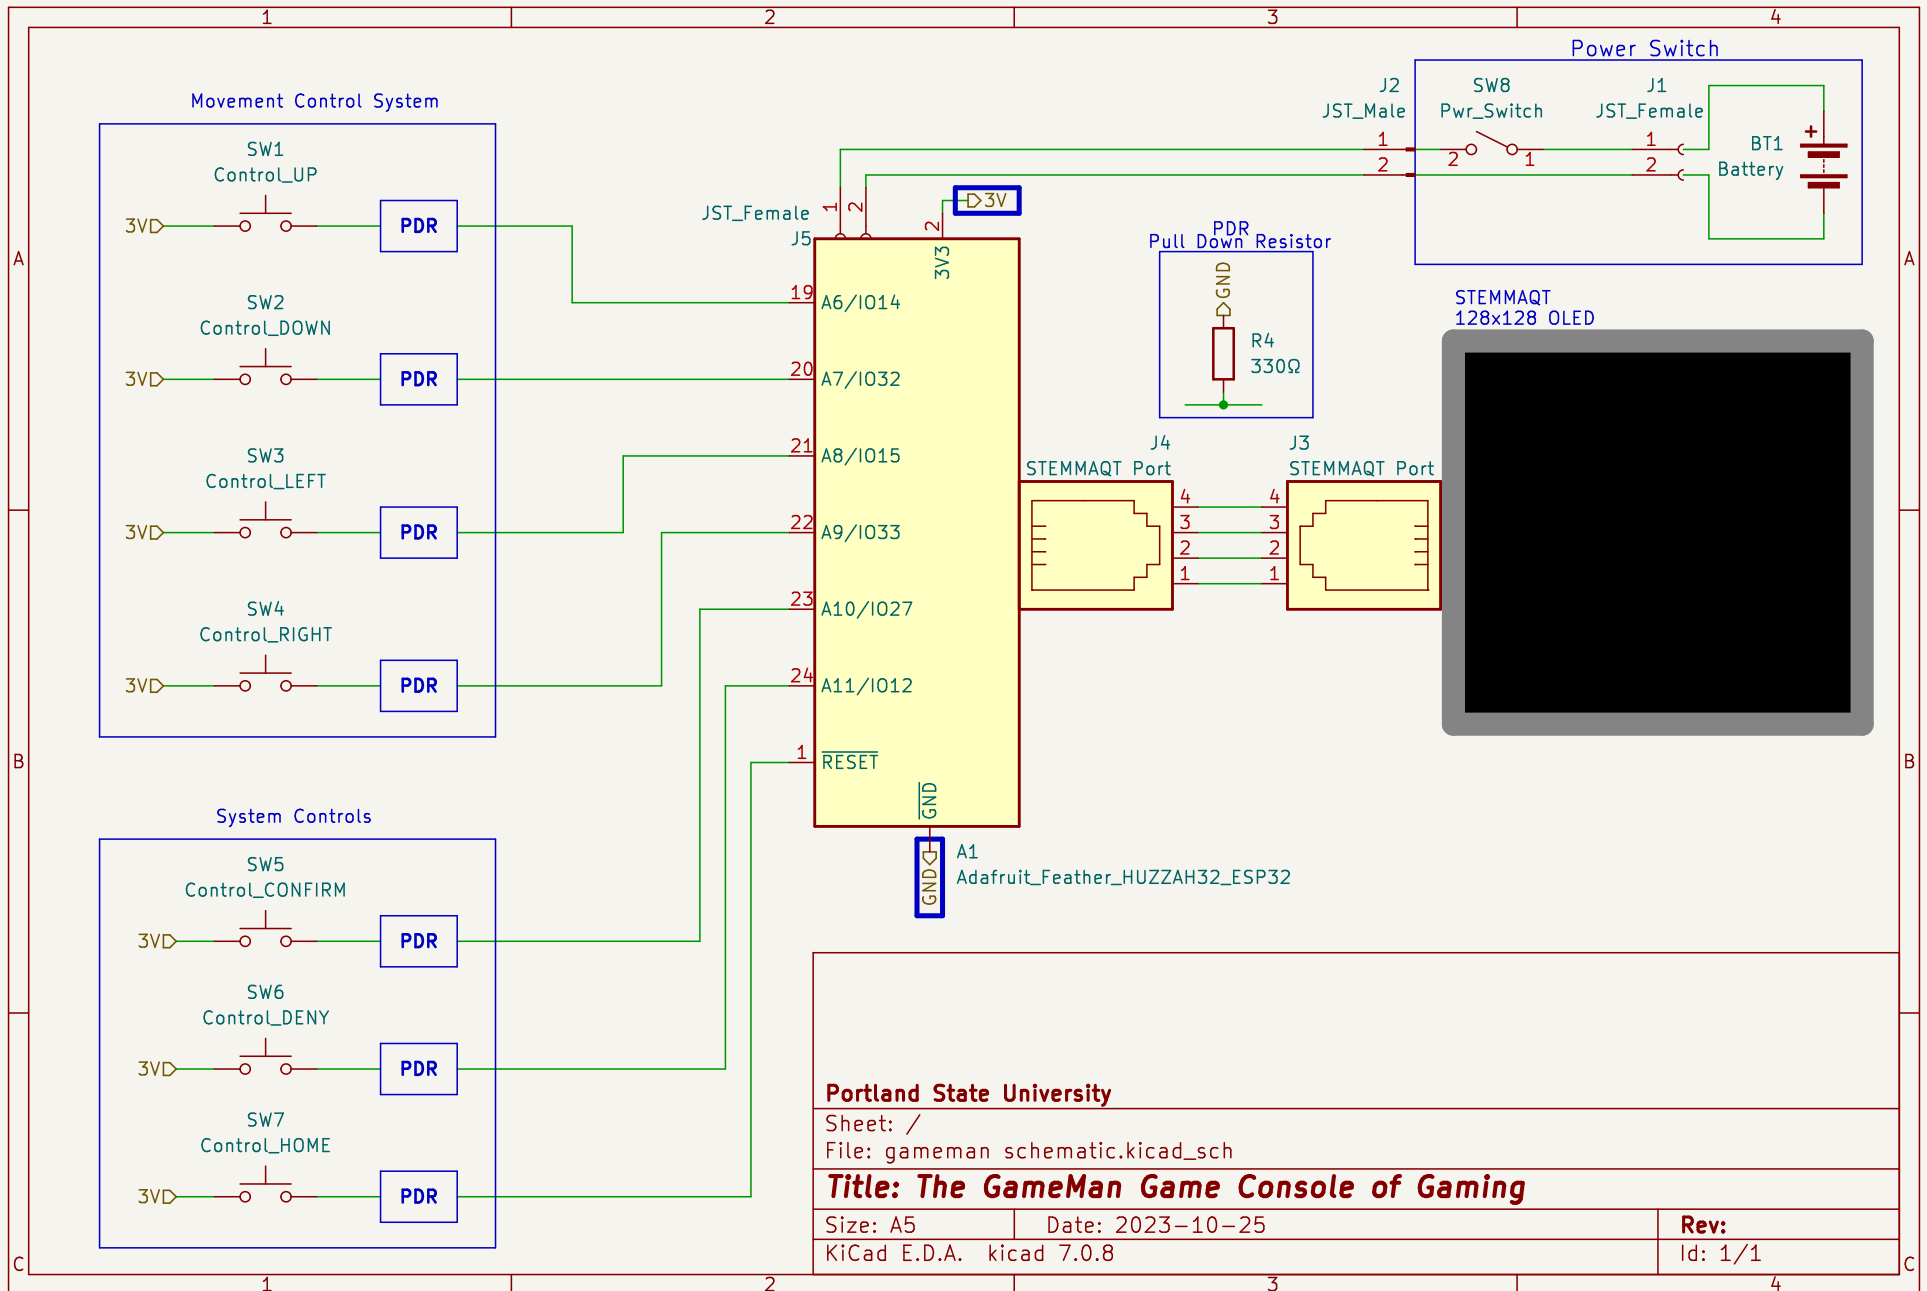 1 2 3 4
Power Switch
J2 SW8 J1
JST_Male Pwr_Switch JST_Female
1 2 1 1
2 2
+
BT1
Battery
Movement Control System
SW1
Control_UP
3V PDR
SW2
Control_DOWN
3V PDR
SW3
Control_LEFT
3V PDR
SW4
Control_RIGHT
3V PDR
System Controls
SW5
Control_CONFIRM
3V PDR
SW6
Control_DENY
3V PDR
SW7
Control_HOME
3V PDR
JST_Female
J5
1 2
2
3V
3V3
19 A6/IO14
20 A7/IO32
21 A8/IO15
22 A9/IO33
23 A10/IO27
24 A11/IO12
1 RESET
GND
GND
A1
Adafruit_Feather_HUZZAH32_ESP32
PDR
Pull Down Resistor
GND
R4
330Ω
J4 J3
STEMMAQT Port STEMMAQT Port
4 4
3 3
2 2
1 1
STEMMAQT
128x128 OLED
A A
B B
C C
Portland State University
Sheet: /
File: gameman schematic.kicad_sch
Title: The GameMan Game Console of Gaming
Size: A5 Date: 2023-10-25 Rev:
KiCad E.D.A. kicad 7.0.8 Id: 1/1
1 2 3 4